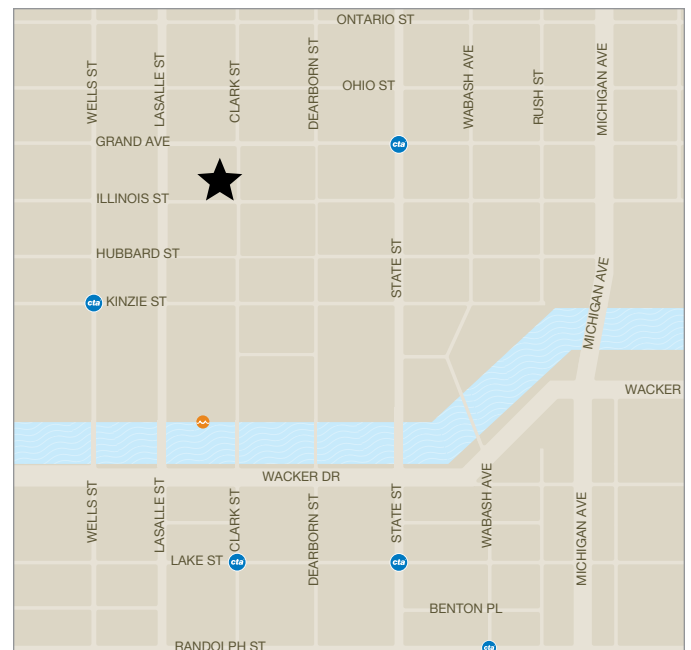 ONTARIO ST
OHIO ST
WELLS ST
LASALLE ST
CLARK ST
DEARBORN ST
WABASH AVE
RUSH ST
MICHIGAN AVE
GRAND AVE
cta
ILLINOIS ST
HUBBARD ST
STATE ST
cta
KINZIE ST
MICHIGAN AVE
WACKER
WACKER DR
WELLS ST
LASALLE ST
CLARK ST
DEARBORN ST
STATE ST
WABASH AVE
MICHIGAN AVE
LAKE ST
cta
cta
BENTON PL
RANDOLPH ST
cta